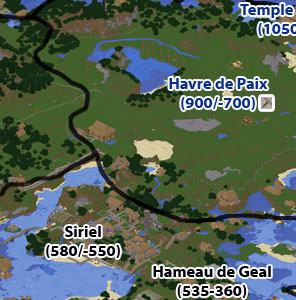 Temple
(1050
Havre de Paix
(900/-700)
Siriel
(580/-550)
Hameau de Geal
(535-360)